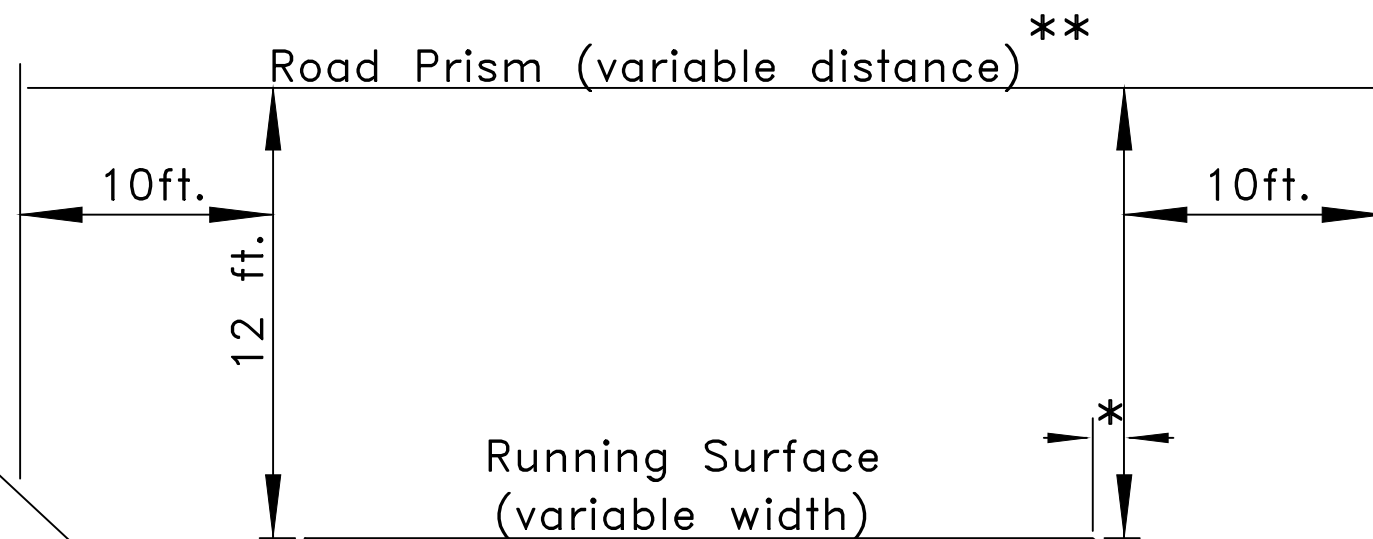 Road Prism (variable distance)**
10ft.
10ft.
12 ft.
*
Running Surface
(variable width)